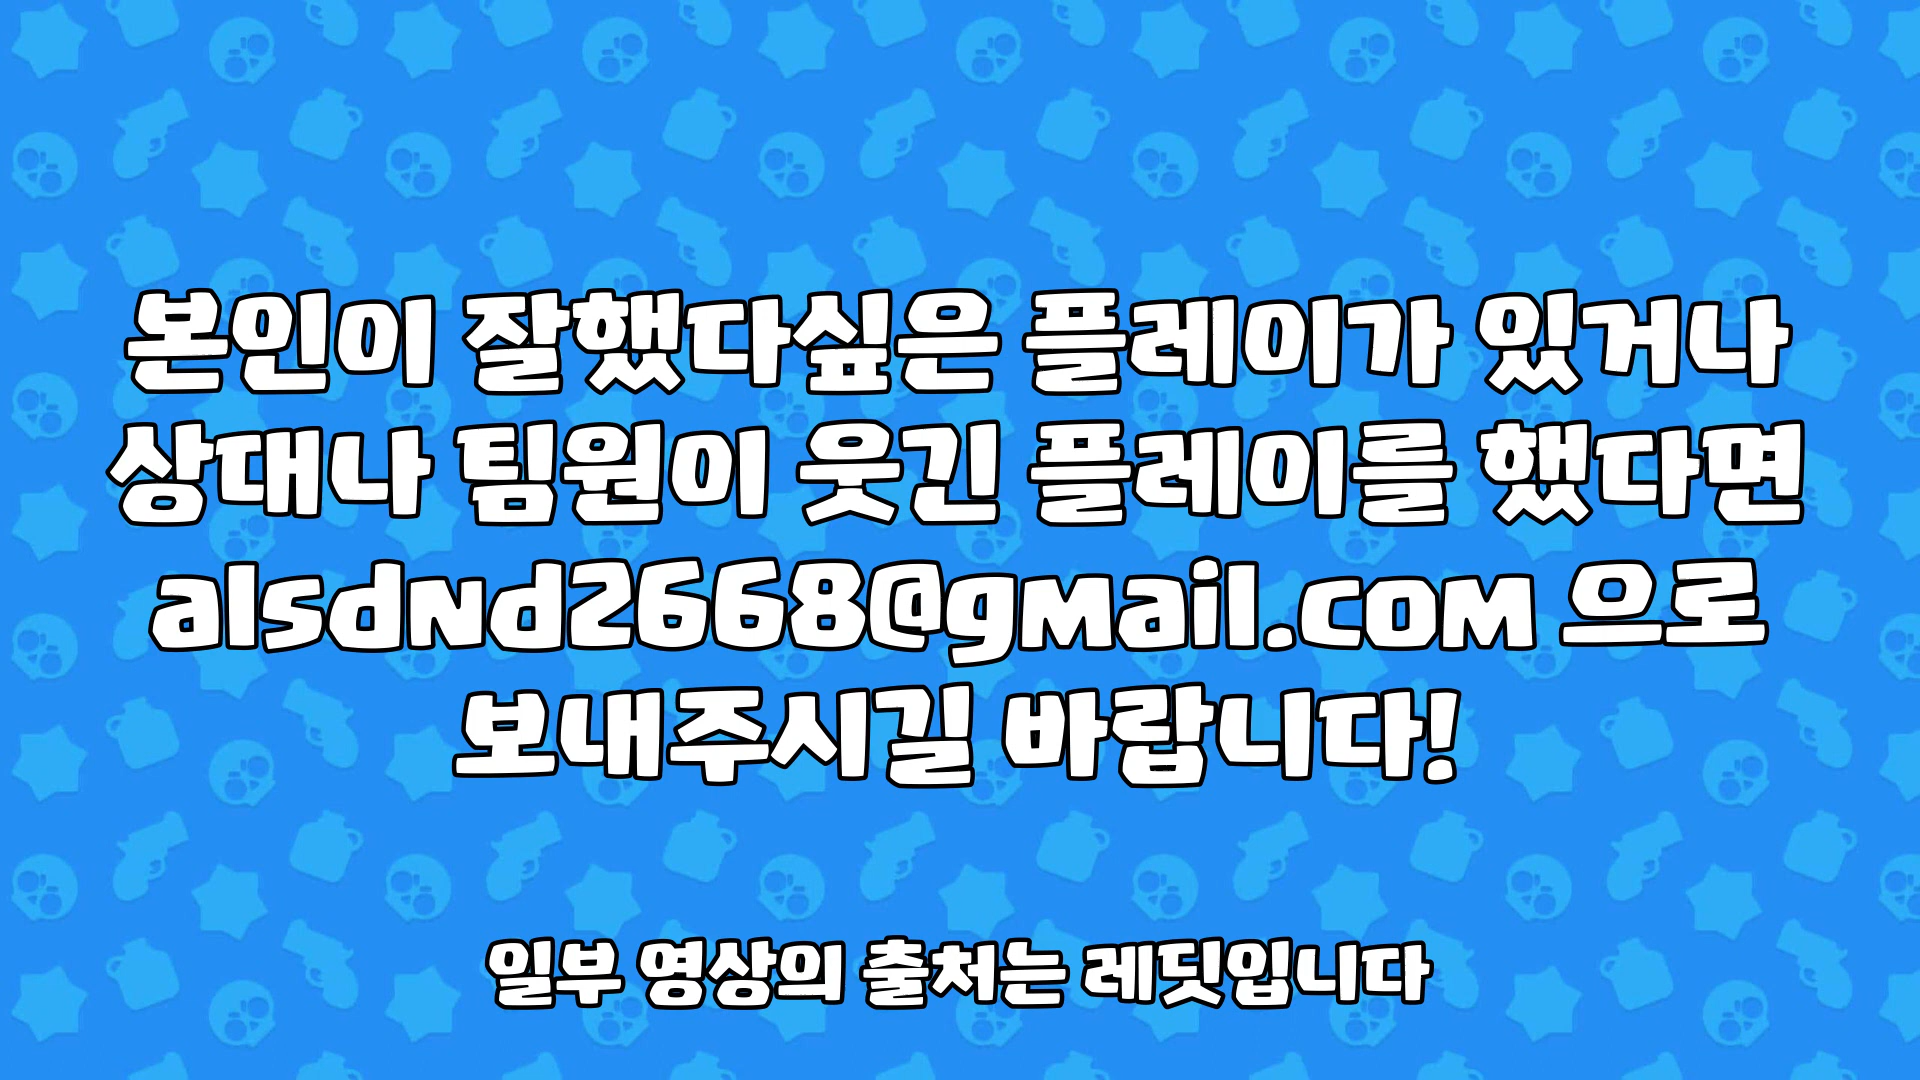 본인이 잘했다싶은 플레이가 있거나
상대나 팀원이 웃긴 플레이를 했다면
alsdnd2668@gmail.com 으로
보내주시길 바랍니다!
일부 영상의 출처는 레딧입니다